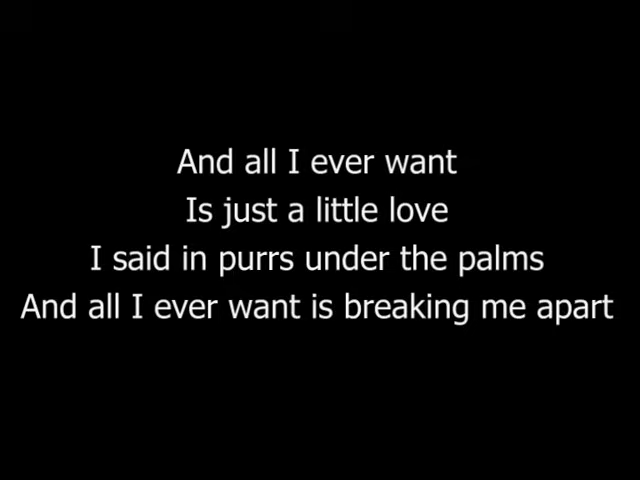 And all I ever want
Is just a little love
I said in purrs under the palms
And all I ever want is breaking me apart